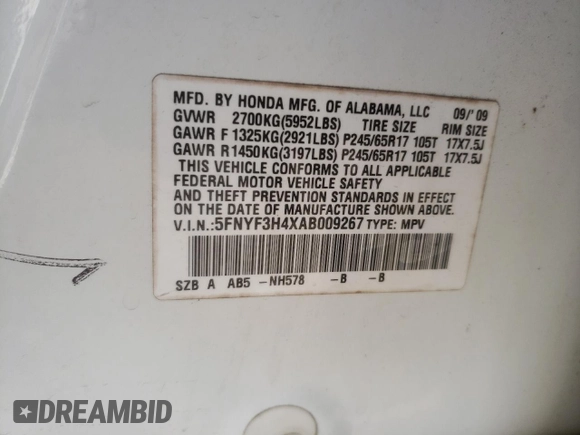 MFD. BY HONDA MFG. OF ALABAMA, LLC 09/'09
GVWR 2700KG(5952LBS) TIRE SIZE RIM SIZE
GAWR F 1325KG(2921LBS) P245/65R17 105T 17X7.5J
GAWR R 1450KG(3197LBS) P245/65R17 105T 17X7.5J
THIS VEHICLE CONFORMS TO ALL APPLICABLE
FEDERAL MOTOR VEHICLE SAFETY
AND THEFT PREVENTION STANDARDS IN EFFECT
ON THE DATE OF MANUFACTURE SHOWN ABOVE.
V.I.N.:5FNYF3H4XAB009267 TYPE: MPV
SZB A AB5 -NH578 -B -B
DREAMBID